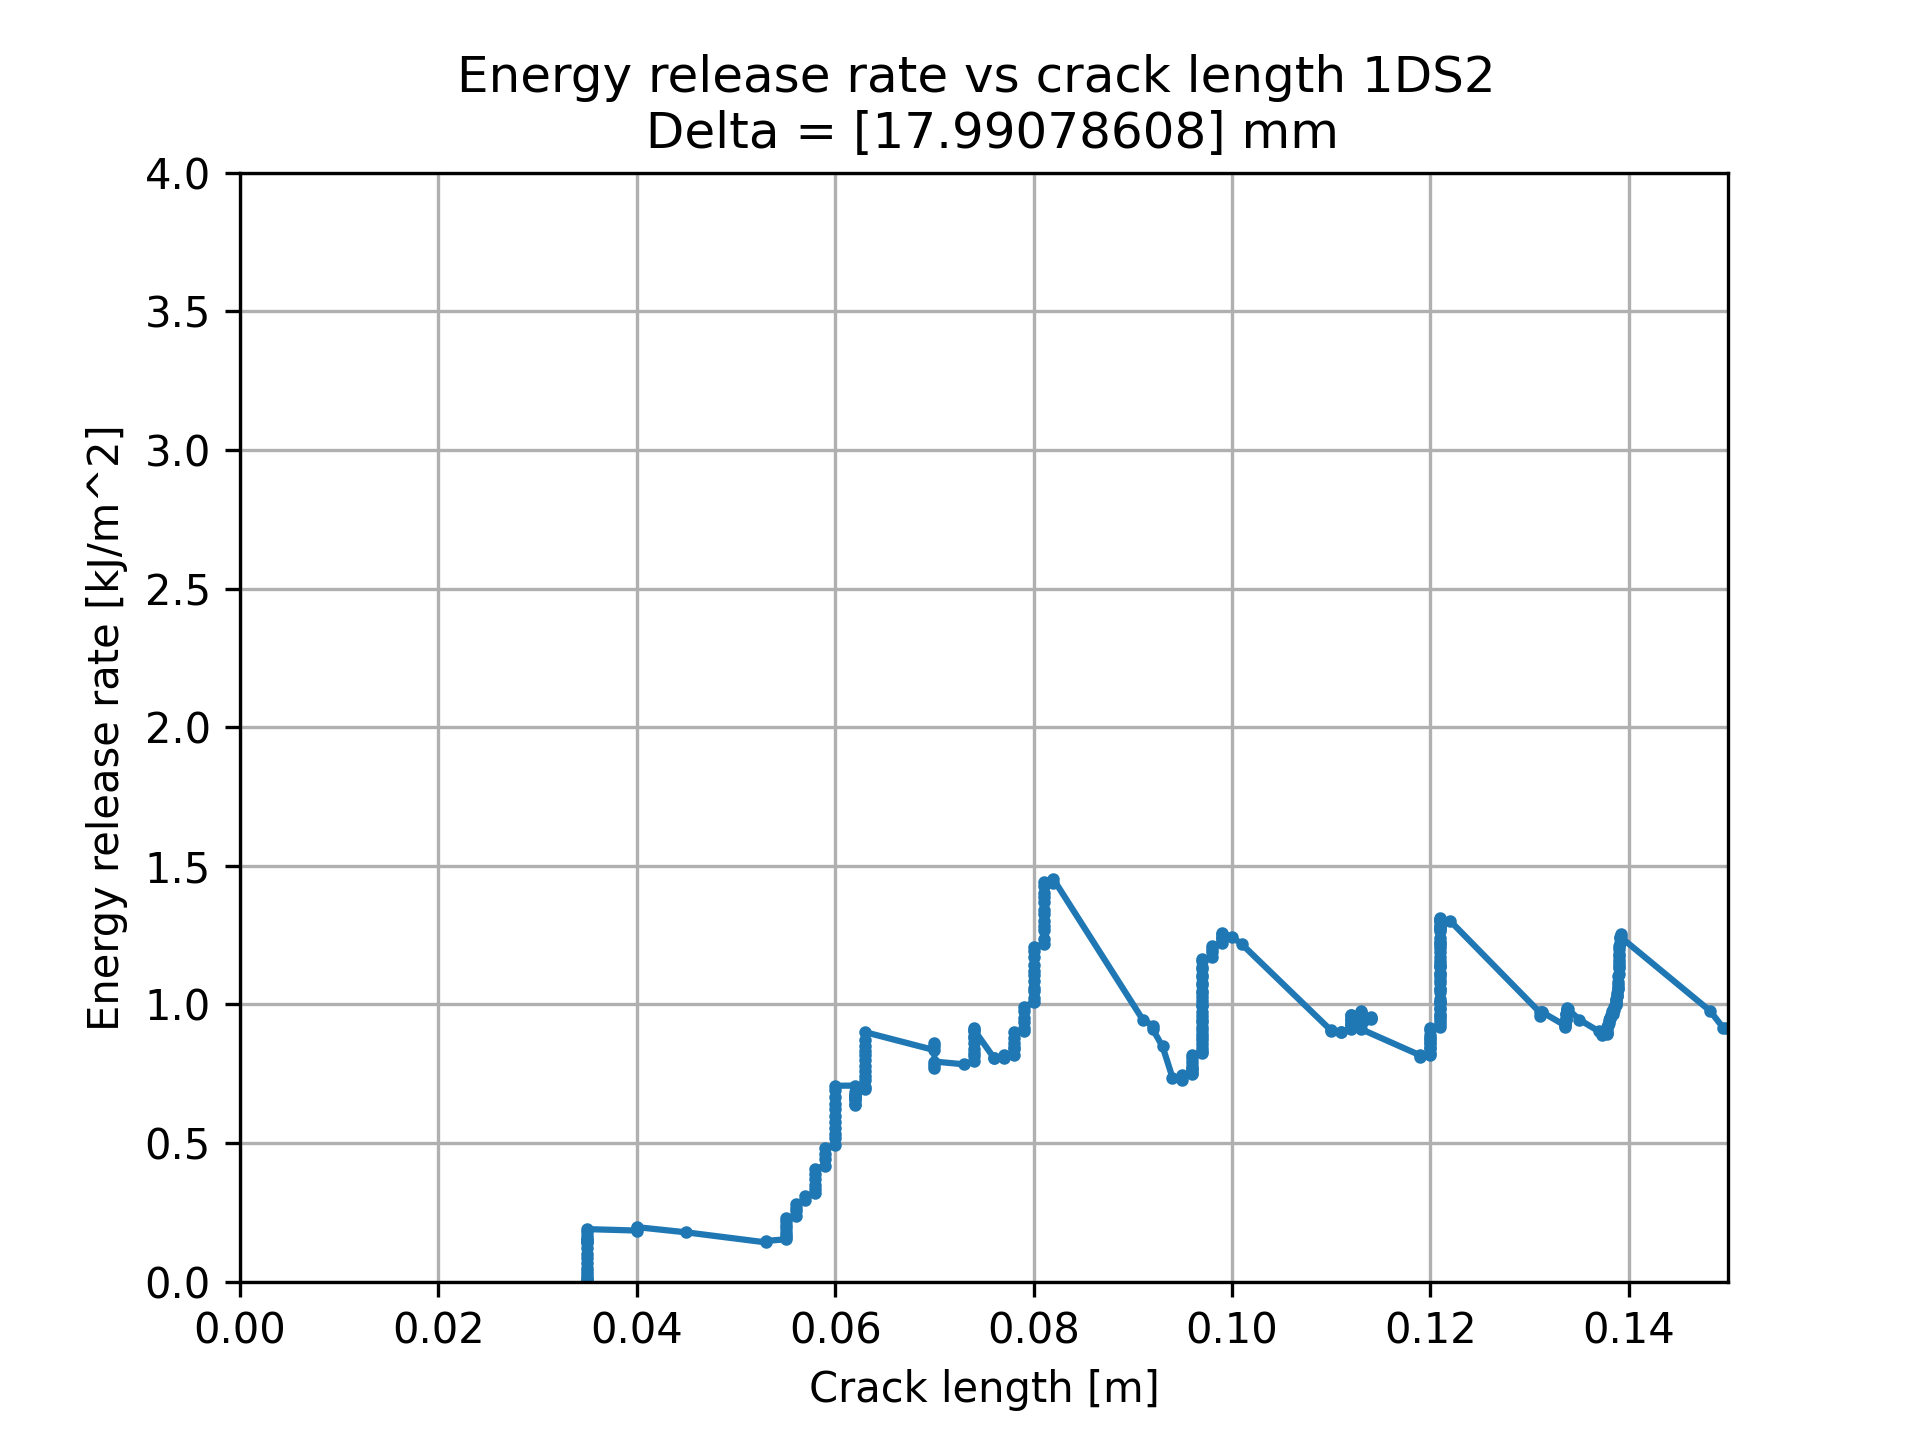 Energy release rate vs crack length 1DS2
Delta = [17.99078608] mm
4.0
3.5
3.0
2.5
2.0
1.5
1.0
0.5
0.0
Energy release rate [kJ/m^2]
0.00 0.02 0.04 0.06 0.08 0.10 0.12 0.14
Crack length [m]